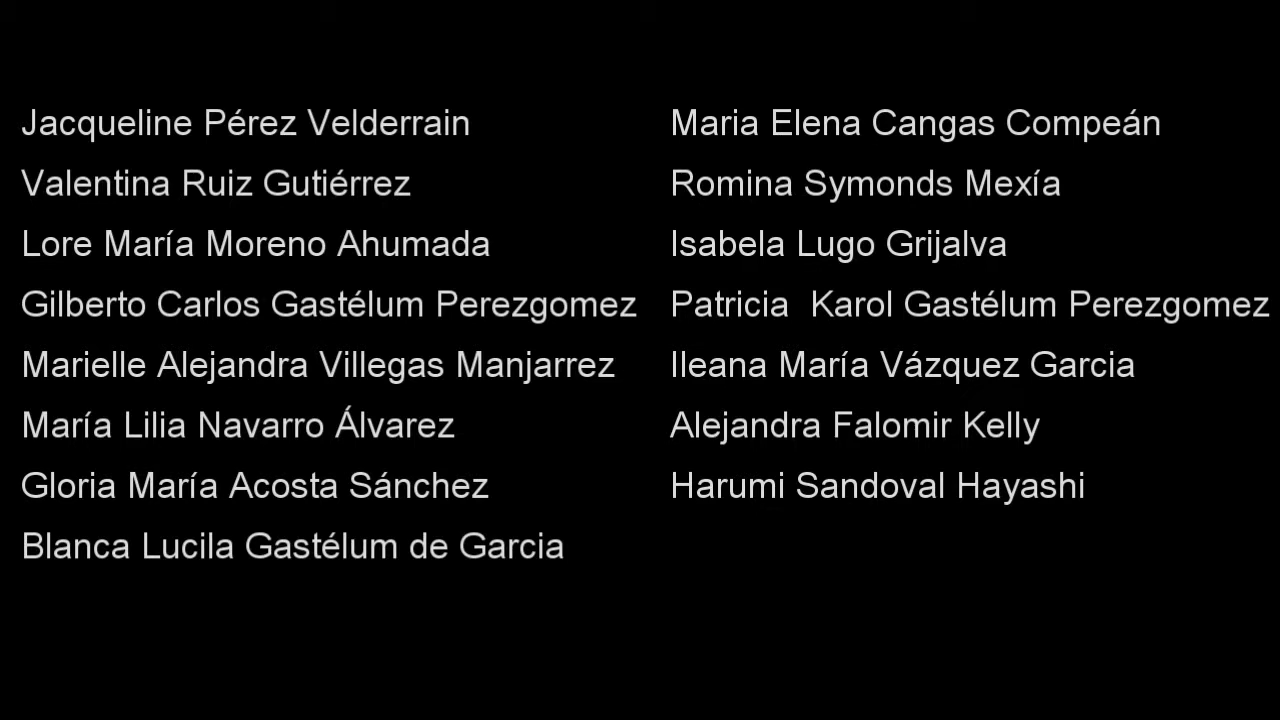 Jacqueline Pérez Velderrain
Valentina Ruiz Gutiérrez
Lore María Moreno Ahumada
Gilberto Carlos Gastélum Perezgomez
Marielle Alejandra Villegas Manjarrez
María Lilia Navarro Álvarez
Gloria María Acosta Sánchez
Blanca Lucila Gastélum de Garcia
Maria Elena Cangas Compeán
Romina Symonds Mexía
Isabela Lugo Grijalva
Patricia  Karol Gastélum Perezgomez
Ileana María Vázquez Garcia
Alejandra Falomir Kelly
Harumi Sandoval Hayashi